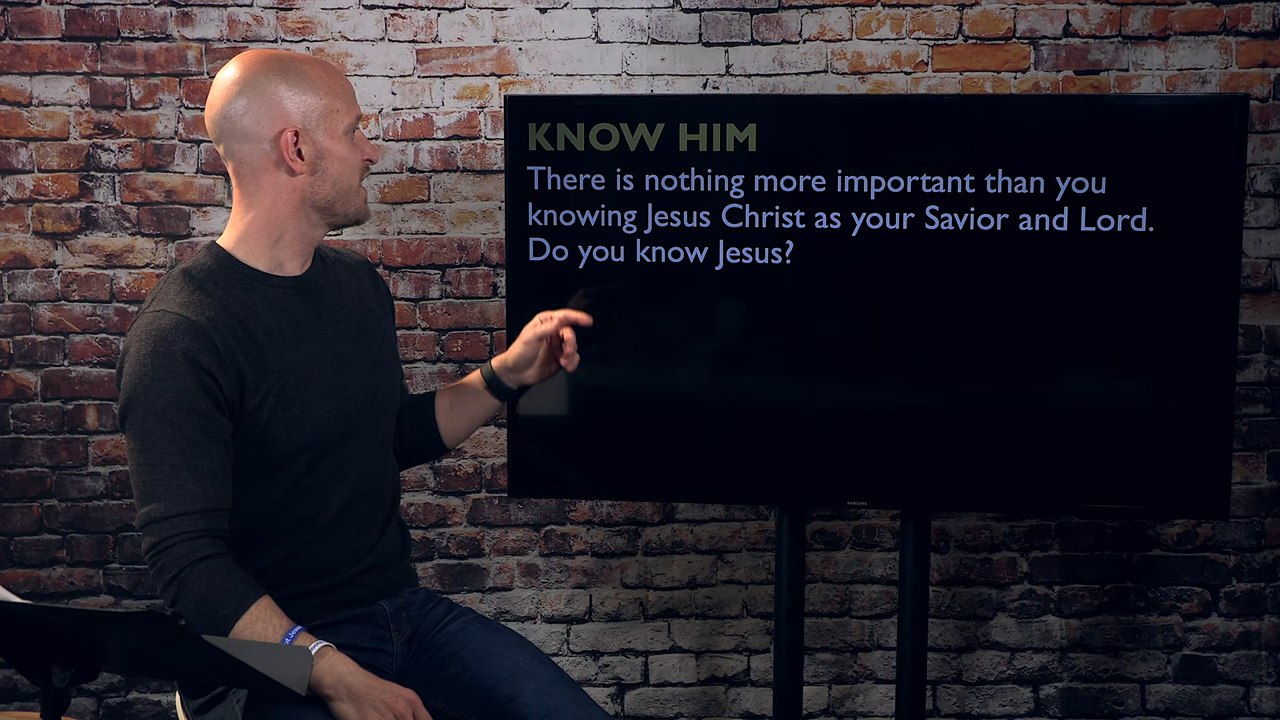 KNOW HIM
There is nothing more important than you
knowing Jesus Christ as your Savior and Lord.
Do you know Jesus?
SAMSUNG